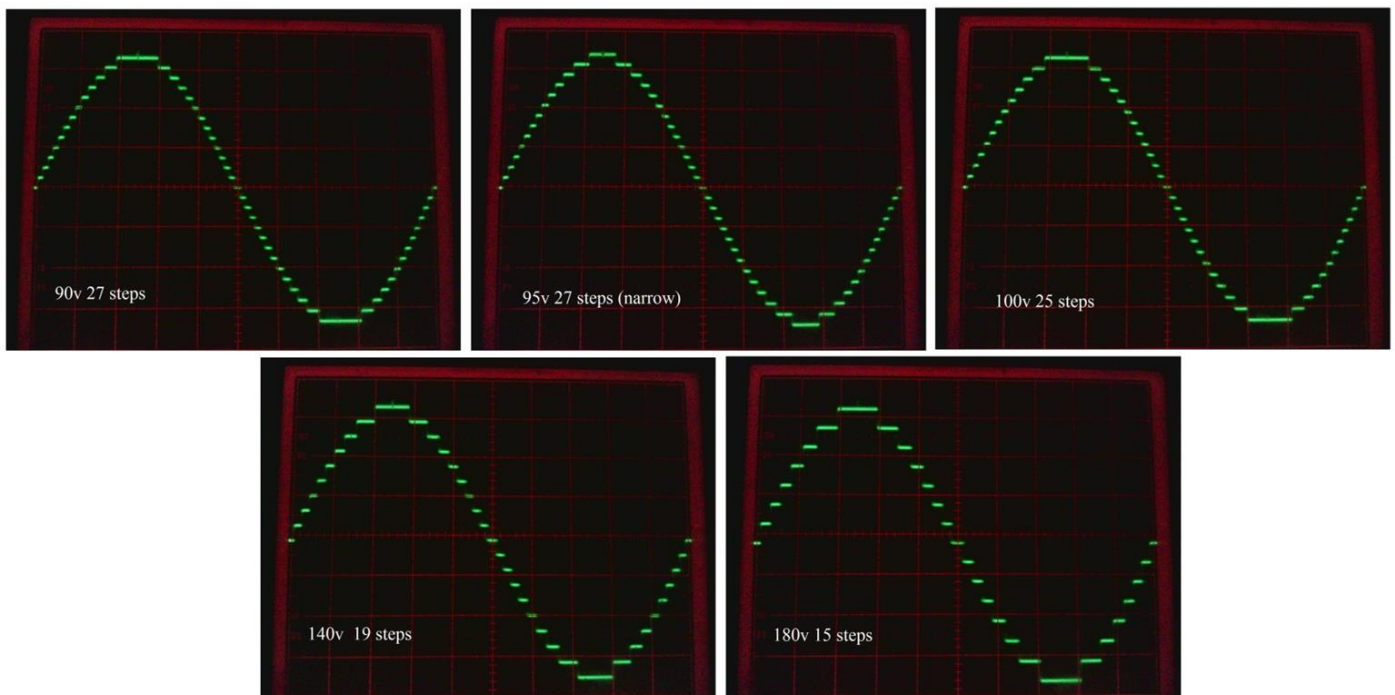 90v 27 steps
95v 27 steps (narrow)
100v 25 steps
140v  19 steps
180v 15 steps